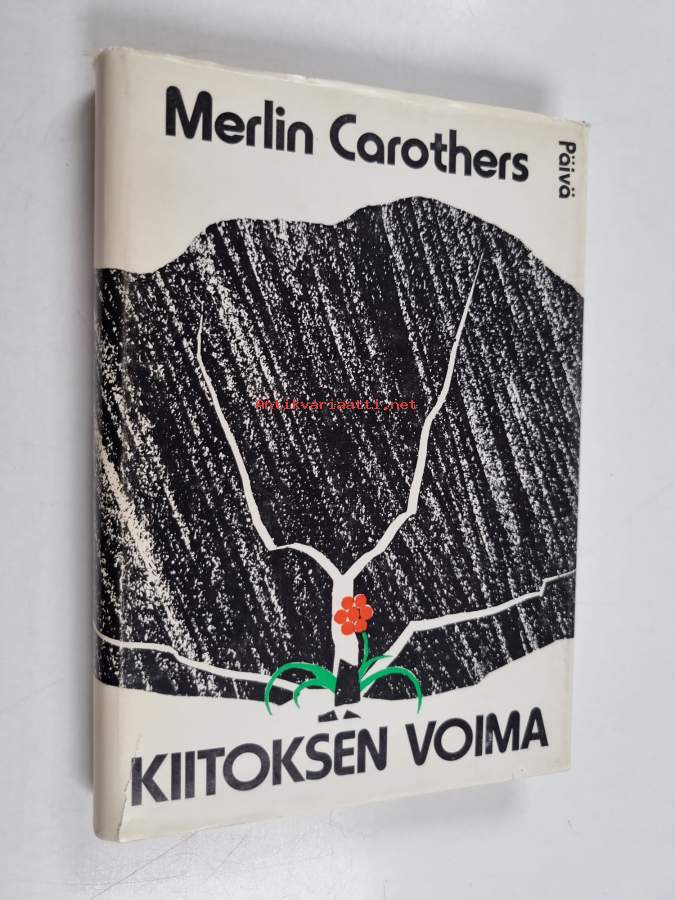 Merlin Carothers
Päivä
Antikvariaatti.net
KIITOKSEN VOIMA